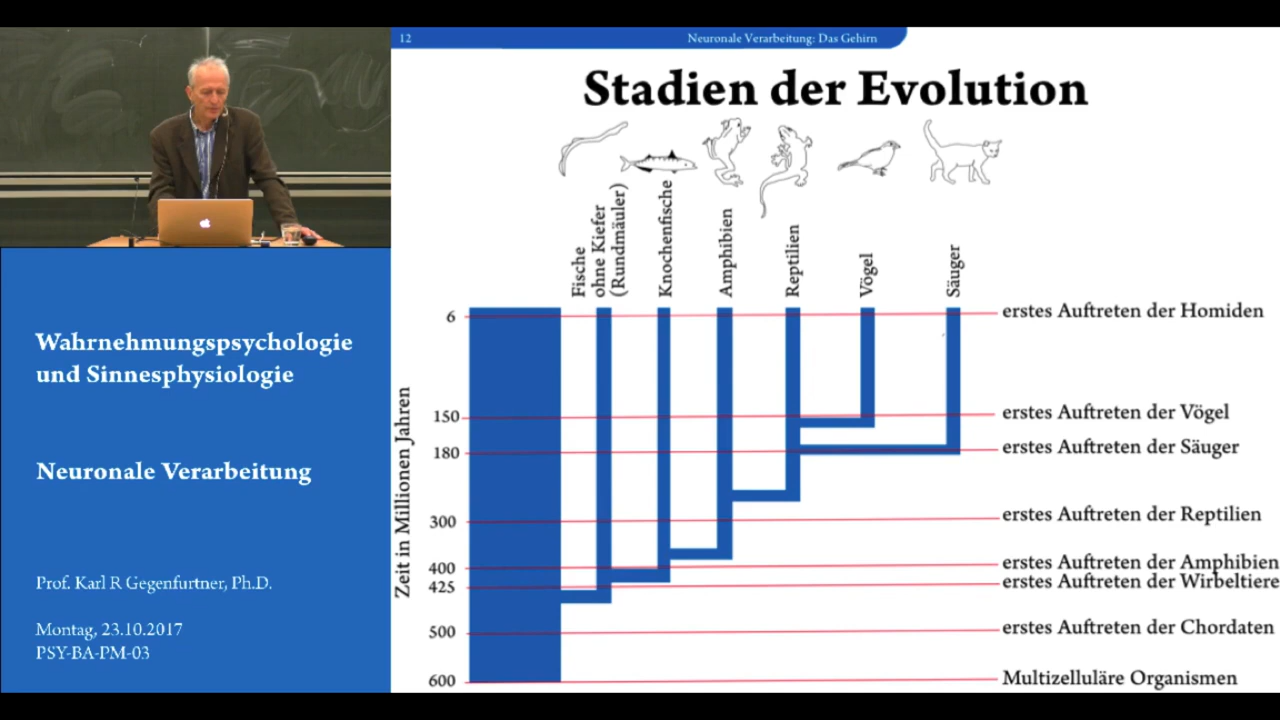 12
Neuronale Verarbeitung: Das Gehirn
Stadien der Evolution
Fische
ohne Kiefer
(Rundmäuler)
Knochenfische
Amphibien
Reptilien
Vögel
Säuger
Zeit in Millionen Jahren
6
erstes Auftreten der Homiden
150
erstes Auftreten der Vögel
180
erstes Auftreten der Säuger
300
erstes Auftreten der Reptilien
400
erstes Auftreten der Amphibien
425
erstes Auftreten der Wirbeltiere
500
erstes Auftreten der Chordaten
600
Multizelluläre Organismen
Wahrnehmungspsychologie
und Sinnesphysiologie
Neuronale Verarbeitung
Prof. Karl R Gegenfurtner, Ph.D.
Montag, 23.10.2017
PSY-BA-PM-03